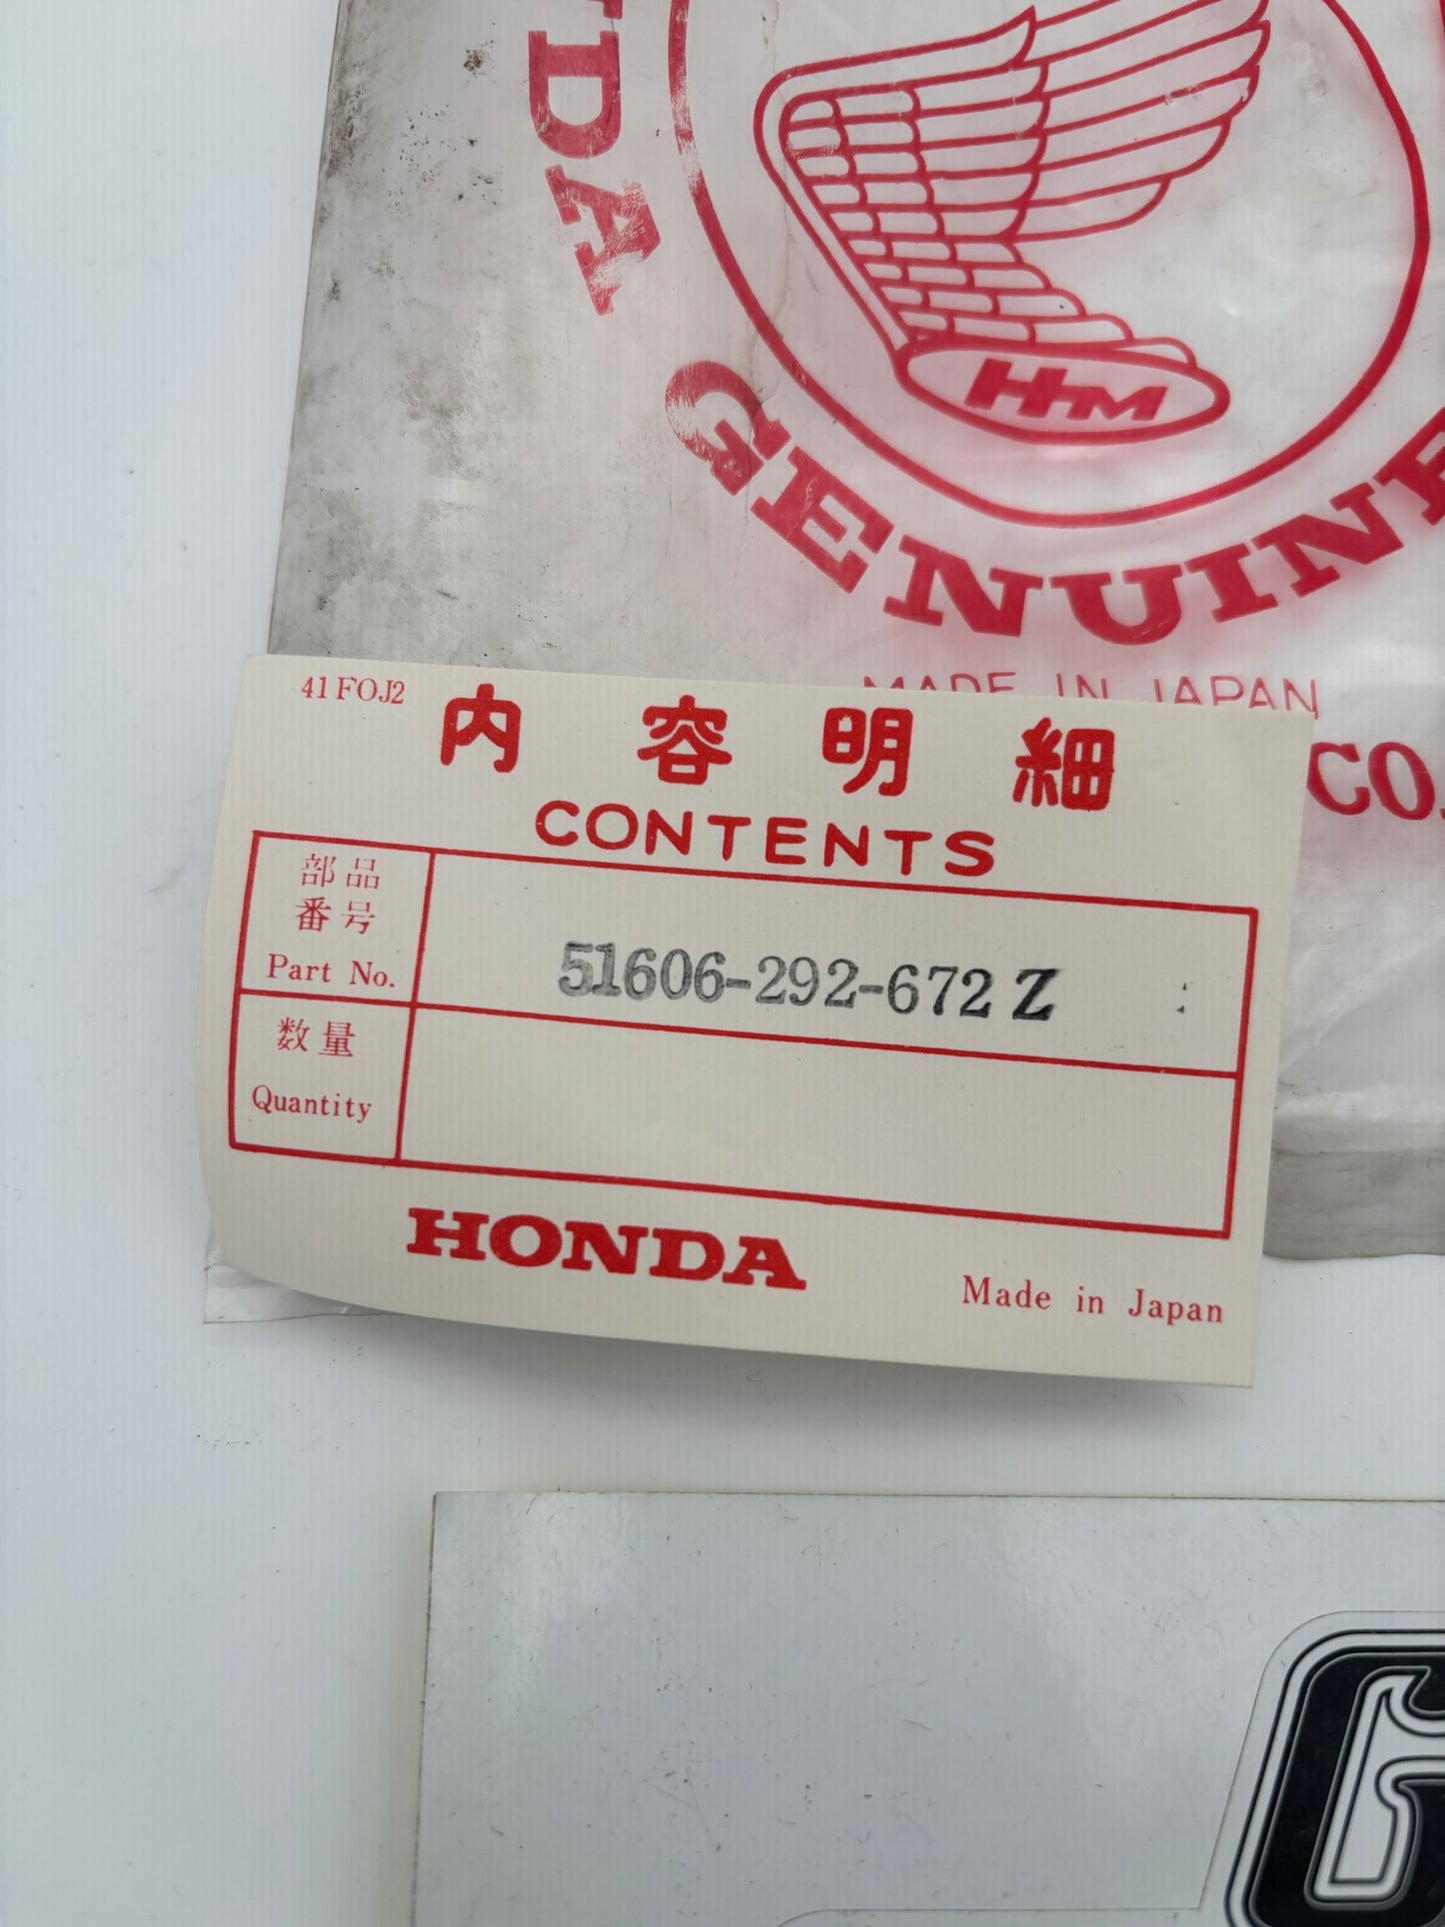 NDA
HM
GENUINE
MADE IN JAPAN
CO.
41FOJ2
内容明細
CONTENTS
部品
番号
Part No.
51606-292-672 Z
数量
Quantity
HONDA
Made in Japan
G